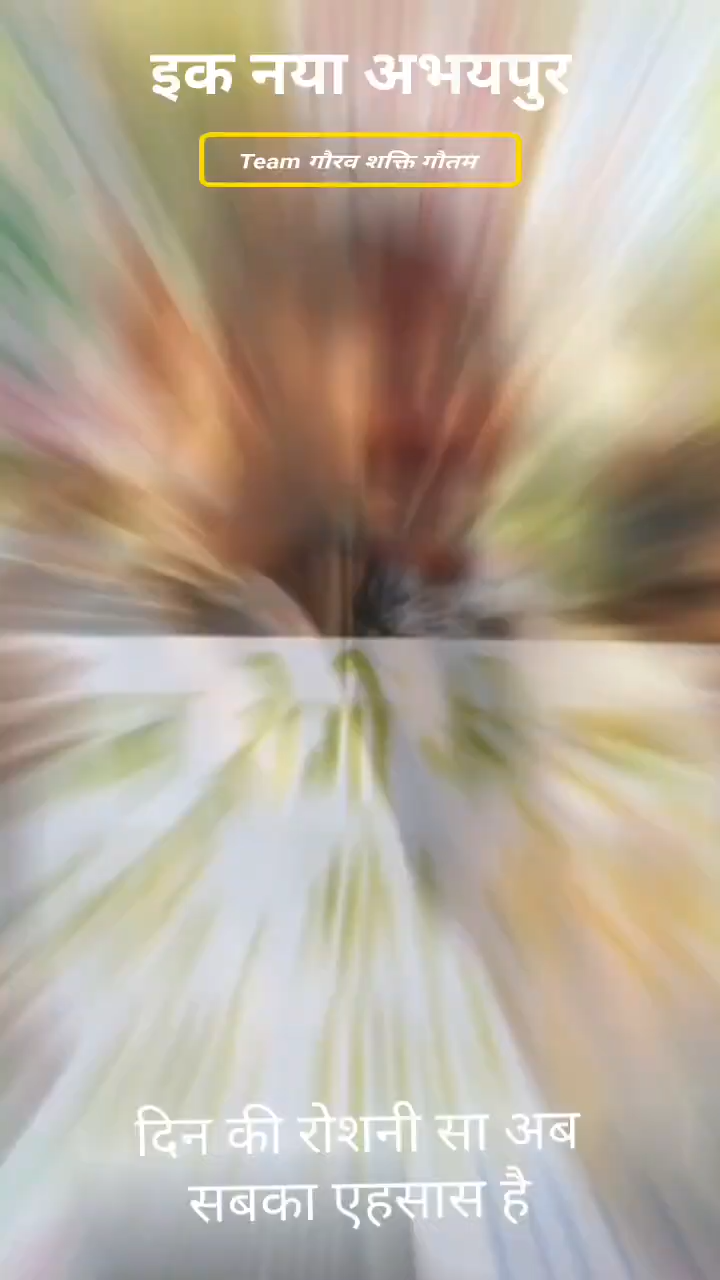 इक नया अभयपुर
Team गौरव शक्ति गौतम
दिन की रोशनी सा अब
सबका एहसास है